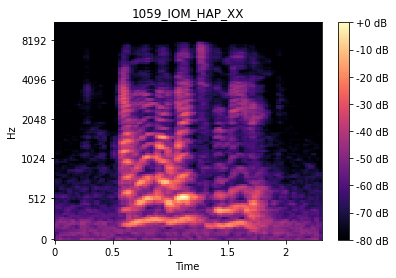 1059_IOM_HAP_XX
8192
4096
2048
1024
512
0
Hz
0
0.5
1
1.5
2
Time
+0 dB
-10 dB
-20 dB
-30 dB
-40 dB
-50 dB
-60 dB
-70 dB
-80 dB